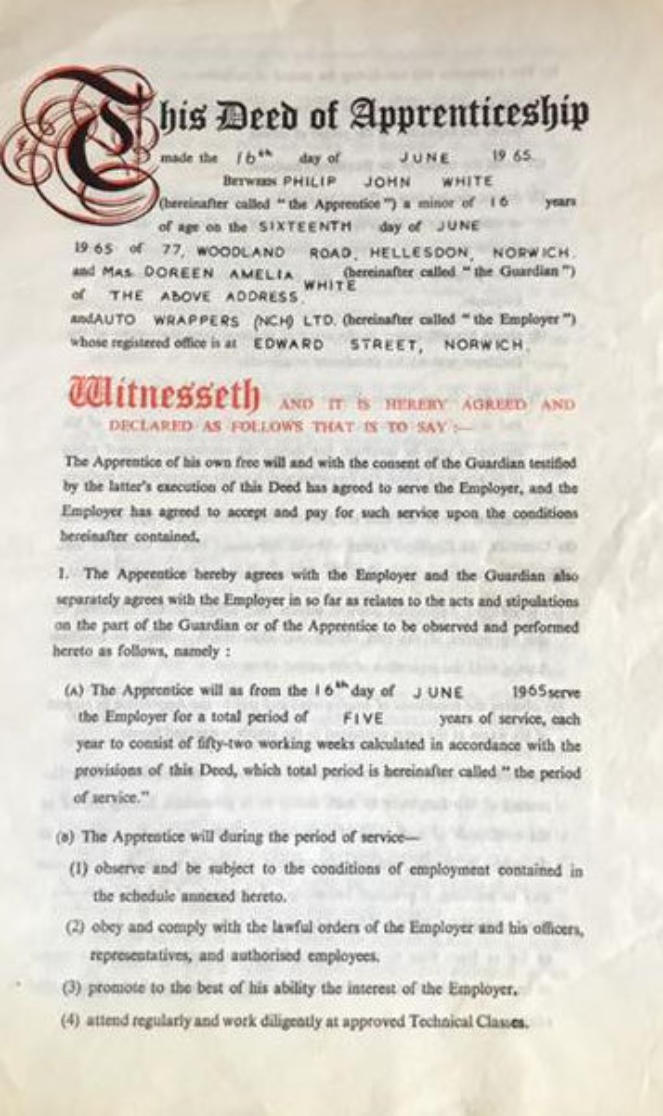 This Deed of Apprenticeship
made the 16th day of JUNE 1965.
BETWEEN PHILIP JOHN WHITE
(hereinafter called "the Apprentice") a minor of 16 years
of age on the SIXTEENTH day of JUNE
1965 of 77, WOODLAND ROAD, HELLESDON, NORWICH.
and MRS. DOREEN AMELIA WHITE (hereinafter called "the Guardian")
of THE ABOVE ADDRESS.
and AUTO WRAPPERS (NCH) LTD. (hereinafter called "the Employer")
whose registered office is at EDWARD STREET, NORWICH.
Witnesseth AND IT IS HEREBY AGREED AND
DECLARED AS FOLLOWS THAT IS TO SAY :—
The Apprentice of his own free will and with the consent of the Guardian testified
by the latter's execution of this Deed has agreed to serve the Employer, and the
Employer has agreed to accept and pay for such service upon the conditions
hereinafter contained.
1. The Apprentice hereby agrees with the Employer and the Guardian also
separately agrees with the Employer in so far as relates to the acts and stipulations
on the part of the Guardian or of the Apprentice to be observed and performed
hereto as follows, namely :
(A) The Apprentice will as from the 16th day of JUNE 1965 serve
the Employer for a total period of FIVE years of service, each
year to consist of fifty-two working weeks calculated in accordance with the
provisions of this Deed, which total period is hereinafter called "the period
of service."
(B) The Apprentice will during the period of service—
(1) observe and be subject to the conditions of employment contained in
the schedule annexed hereto.
(2) obey and comply with the lawful orders of the Employer and his officers,
representatives, and authorised employees.
(3) promote to the best of his ability the interest of the Employer.
(4) attend regularly and work diligently at approved Technical Classes.